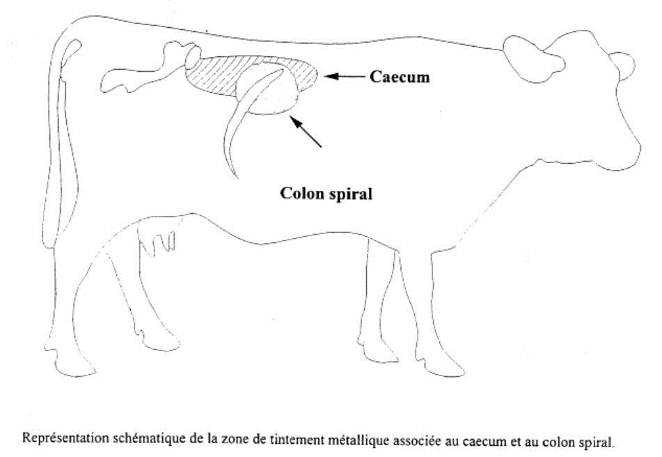 Caecum
Colon spiral
Représentation schématique de la zone de tintement métallique associée au caecum et au colon spiral.